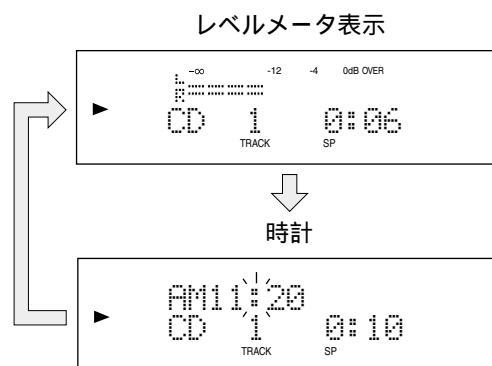 レベルメータ表示
-∞ -12 -4 0dB OVER
L
R
CD 1 0:06
TRACK SP
時計
AM11:20
CD 1 0:10
TRACK SP